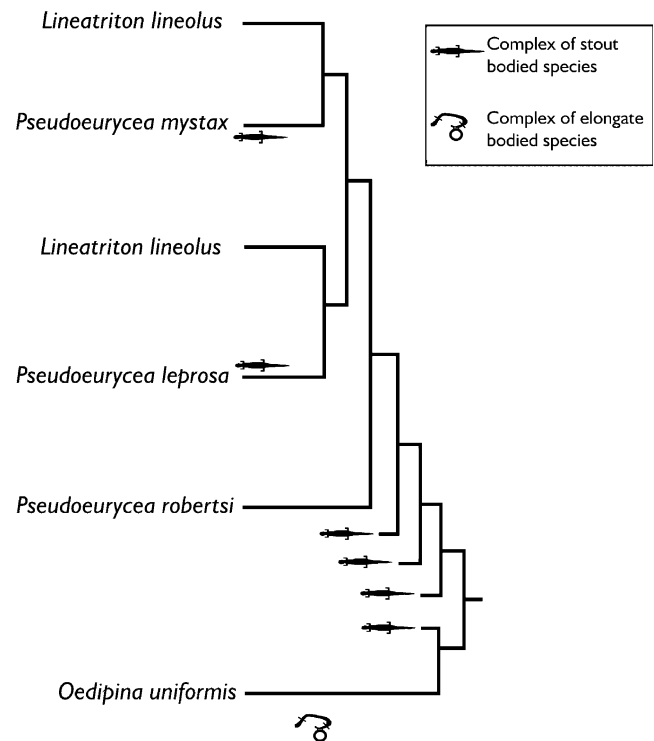 Lineatriton lineolus
Complex of stout
bodied species
Pseudoeurycea mystax
Complex of elongate
bodied species
Lineatriton lineolus
Pseudoeurycea leprosa
Pseudoeurycea robertsi
Oedipina uniformis